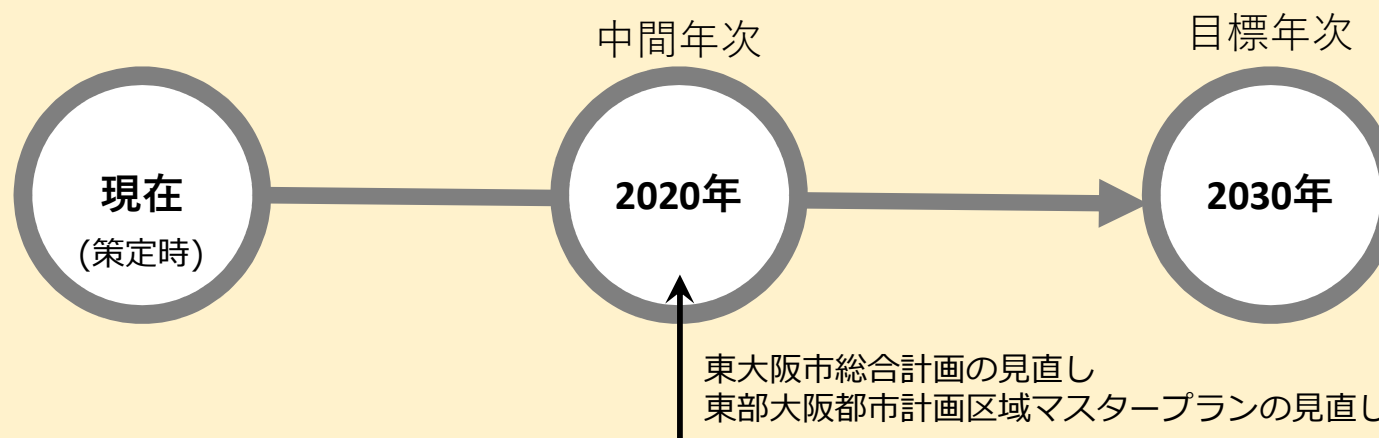 中間年次
目標年次
現在
(策定時)
2020年
2030年
東大阪市総合計画の見直し
東部大阪都市計画区域マスタープランの見直し